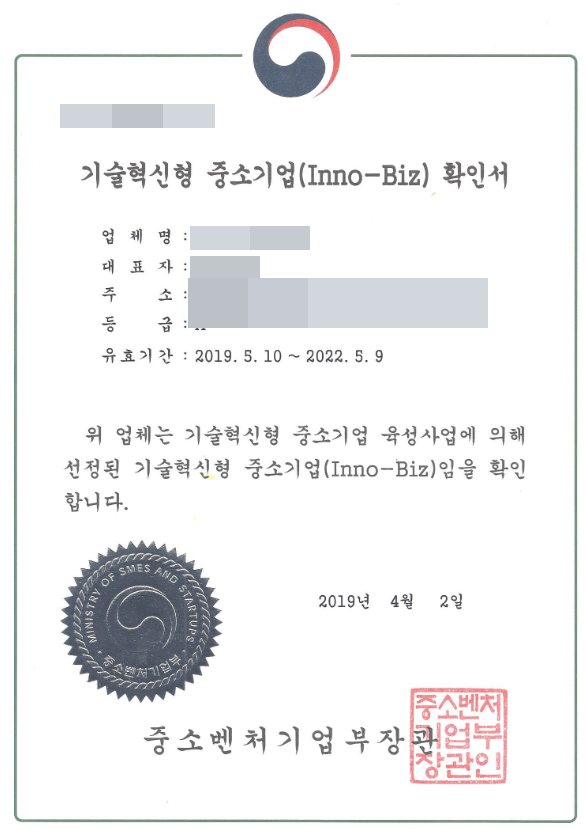 기술혁신형 중소기업(Inno-Biz) 확인서
업 체 명 :
대 표 자 :
주 소 :
등 급 :
유효기간 : 2019. 5. 10 ~ 2022. 5. 9
위 업체는 기술혁신형 중소기업 육성사업에 의해
선정된 기술혁신형 중소기업(Inno-Biz)임을 확인
합니다.
2019년 4월 2일
MINISTRY OF SMES AND STARTUPS
중소벤처기업부
중소벤처기업부장관
중소벤처
기업부
장관인